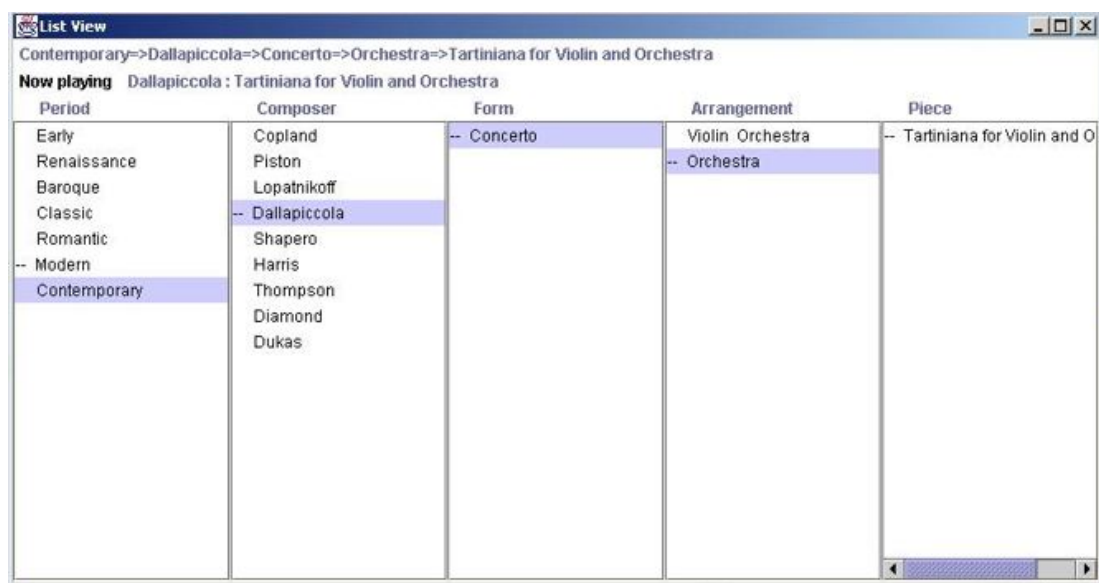 List View
Contemporary=>Dallapiccola=>Concerto=>Orchestra=>Tartiniana for Violin and Orchestra
Now playing Dallapiccola : Tartiniana for Violin and Orchestra
Period Composer Form Arrangement Piece
Early Copland -- Concerto Violin Orchestra -- Tartiniana for Violin and O
Renaissance Piston -- Orchestra
Baroque Lopatnikoff
Classic -- Dallapiccola
Romantic Shapero
-- Modern Harris
Contemporary Thompson
Diamond
Dukas